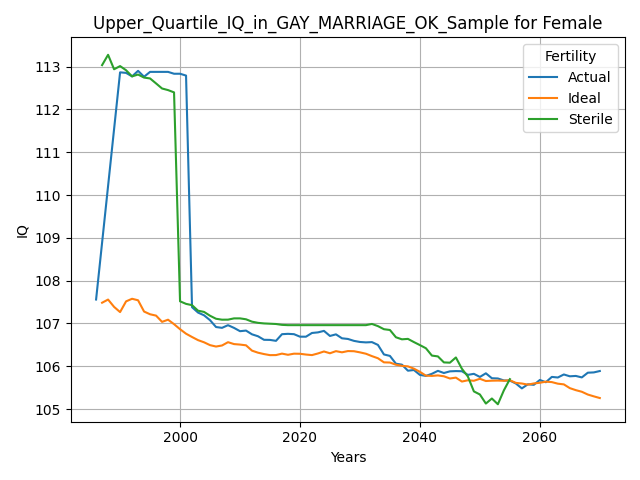 Upper_Quartile_IQ_in_GAY_MARRIAGE_OK_Sample for Female
Fertility
Actual
Ideal
Sterile
IQ
113
112
111
110
109
108
107
106
105
2000
2020
2040
2060
Years